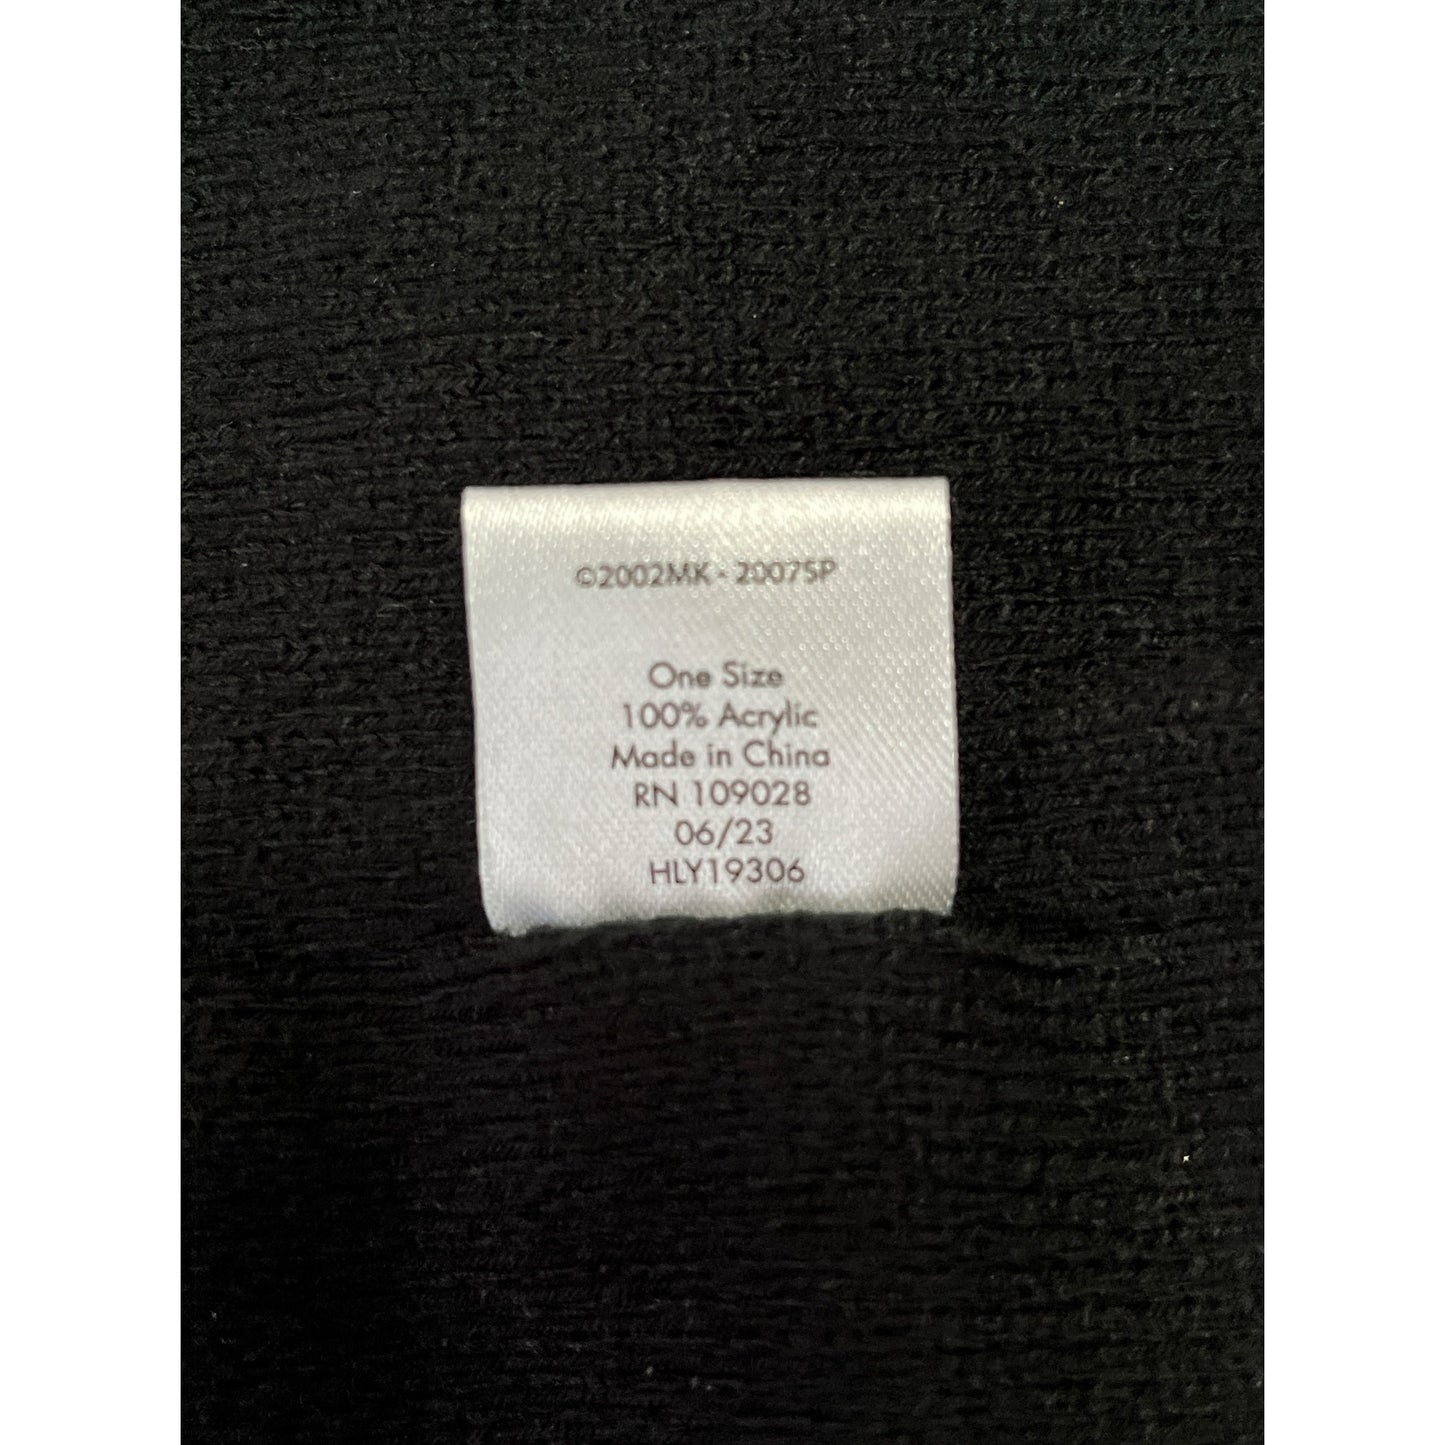 ©2002MK - 2007SP
One Size
100% Acrylic
Made in China
RN 109028
06/23
HLY19306